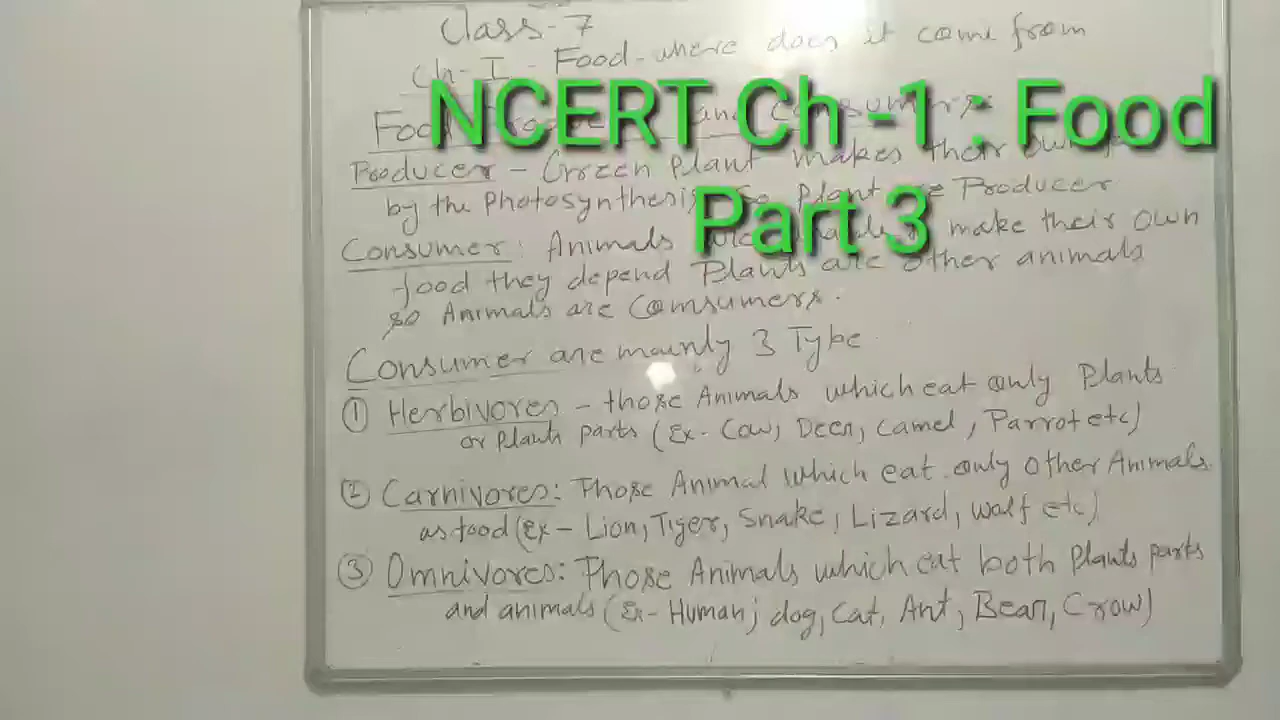 Class-7
Ch-I - Food-where does it come from
NCERT Ch -1 : Food
Part 3
Food and Consumers
Producer - Green Plant makes their own
by the Photosynthesis So Plant are Producer
Consumer: Animals make their own
food they depend Plants are other animals
so Animals are Comsumers.
Consumer are mainly 3 Type
① Herbivores - those Animals which eat only Plants
or plants parts (Ex- Cow, Deer, Camel, Parrot etc)
② Carnivores: Those Animal which eat only other Animals
as food (Ex- Lion, Tiger, Snake, Lizard, Wolf etc)
③ Omnivores: Those Animals which eat both Plants parts
and animals (Ex- Human; dog, Cat, Ant, Bear, Crow)